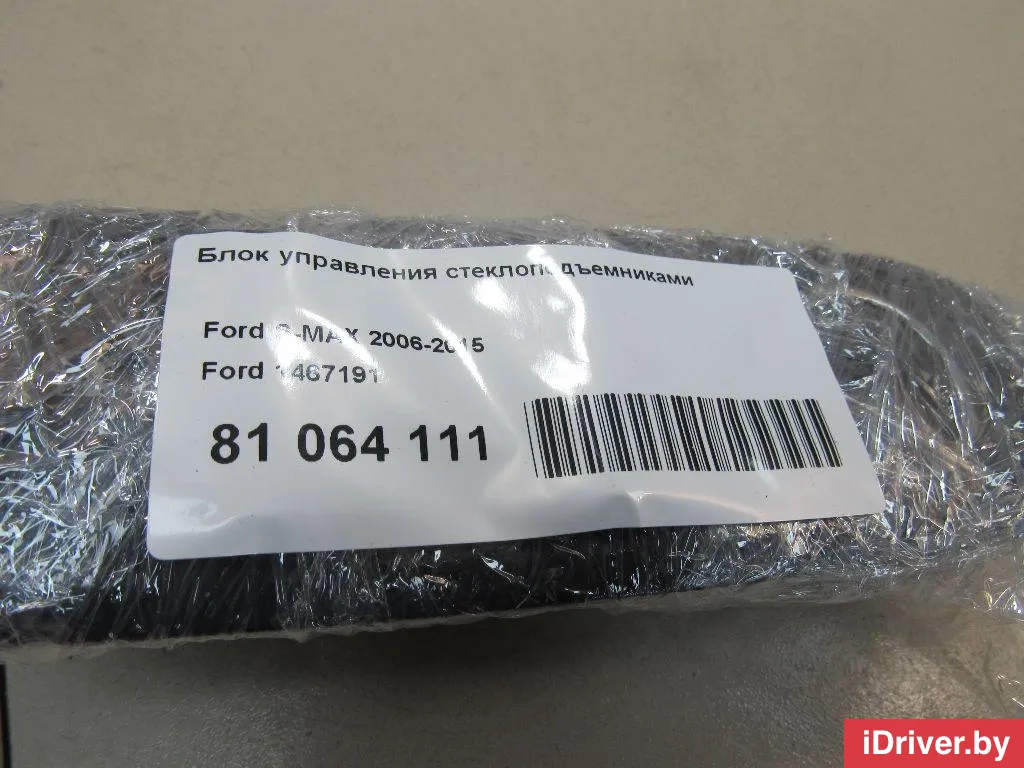 Блок управления стеклоподъемниками
Ford S-MAX 2006-2015
Ford 1467191
81 064 111
iDriver.by